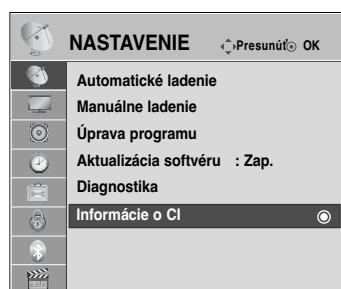 NASTAVENIE Presunúť OK
Automatické ladenie
Manuálne ladenie
Úprava programu
Aktualizácia softvéru : Zap.
Diagnostika
Informácie o CI